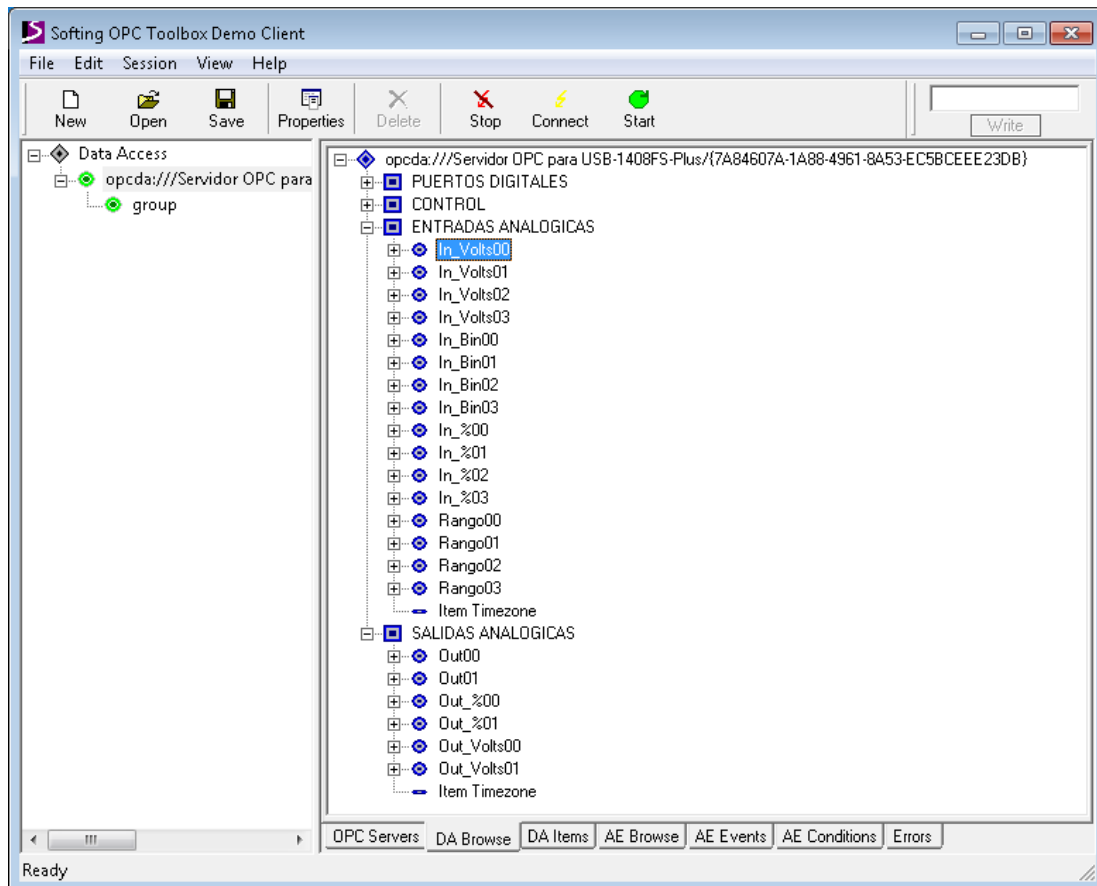 Softing OPC Toolbox Demo Client
File Edit Session View Help
New Open Save Properties Delete Stop Connect Start Write
Data Access
opcda:///Servidor OPC para
group
opcda:///Servidor OPC para USB-1408FS-Plus/{7A84607A-1A88-4961-8A53-EC5BCEEE23DB}
PUERTOS DIGITALES
CONTROL
ENTRADAS ANALOGICAS
In_Volts00
In_Volts01
In_Volts02
In_Volts03
In_Bin00
In_Bin01
In_Bin02
In_Bin03
In_%00
In_%01
In_%02
In_%03
Rango00
Rango01
Rango02
Rango03
Item Timezone
SALIDAS ANALOGICAS
Out00
Out01
Out_%00
Out_%01
Out_Volts00
Out_Volts01
Item Timezone
OPC Servers DA Browse DA Items AE Browse AE Events AE Conditions Errors
Ready